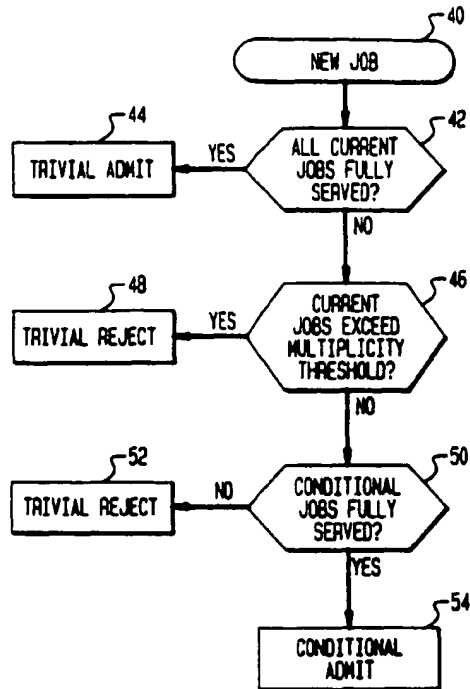 40
NEW JOB
42
ALL CURRENT
JOBS FULLY
SERVED?
44
YES
TRIVIAL ADMIT
NO
46
CURRENT
JOBS EXCEED
MULTIPLICITY
THRESHOLD?
48
YES
TRIVIAL REJECT
NO
50
CONDITIONAL
JOBS FULLY
SERVED?
52
NO
TRIVIAL REJECT
YES
54
CONDITIONAL
ADMIT